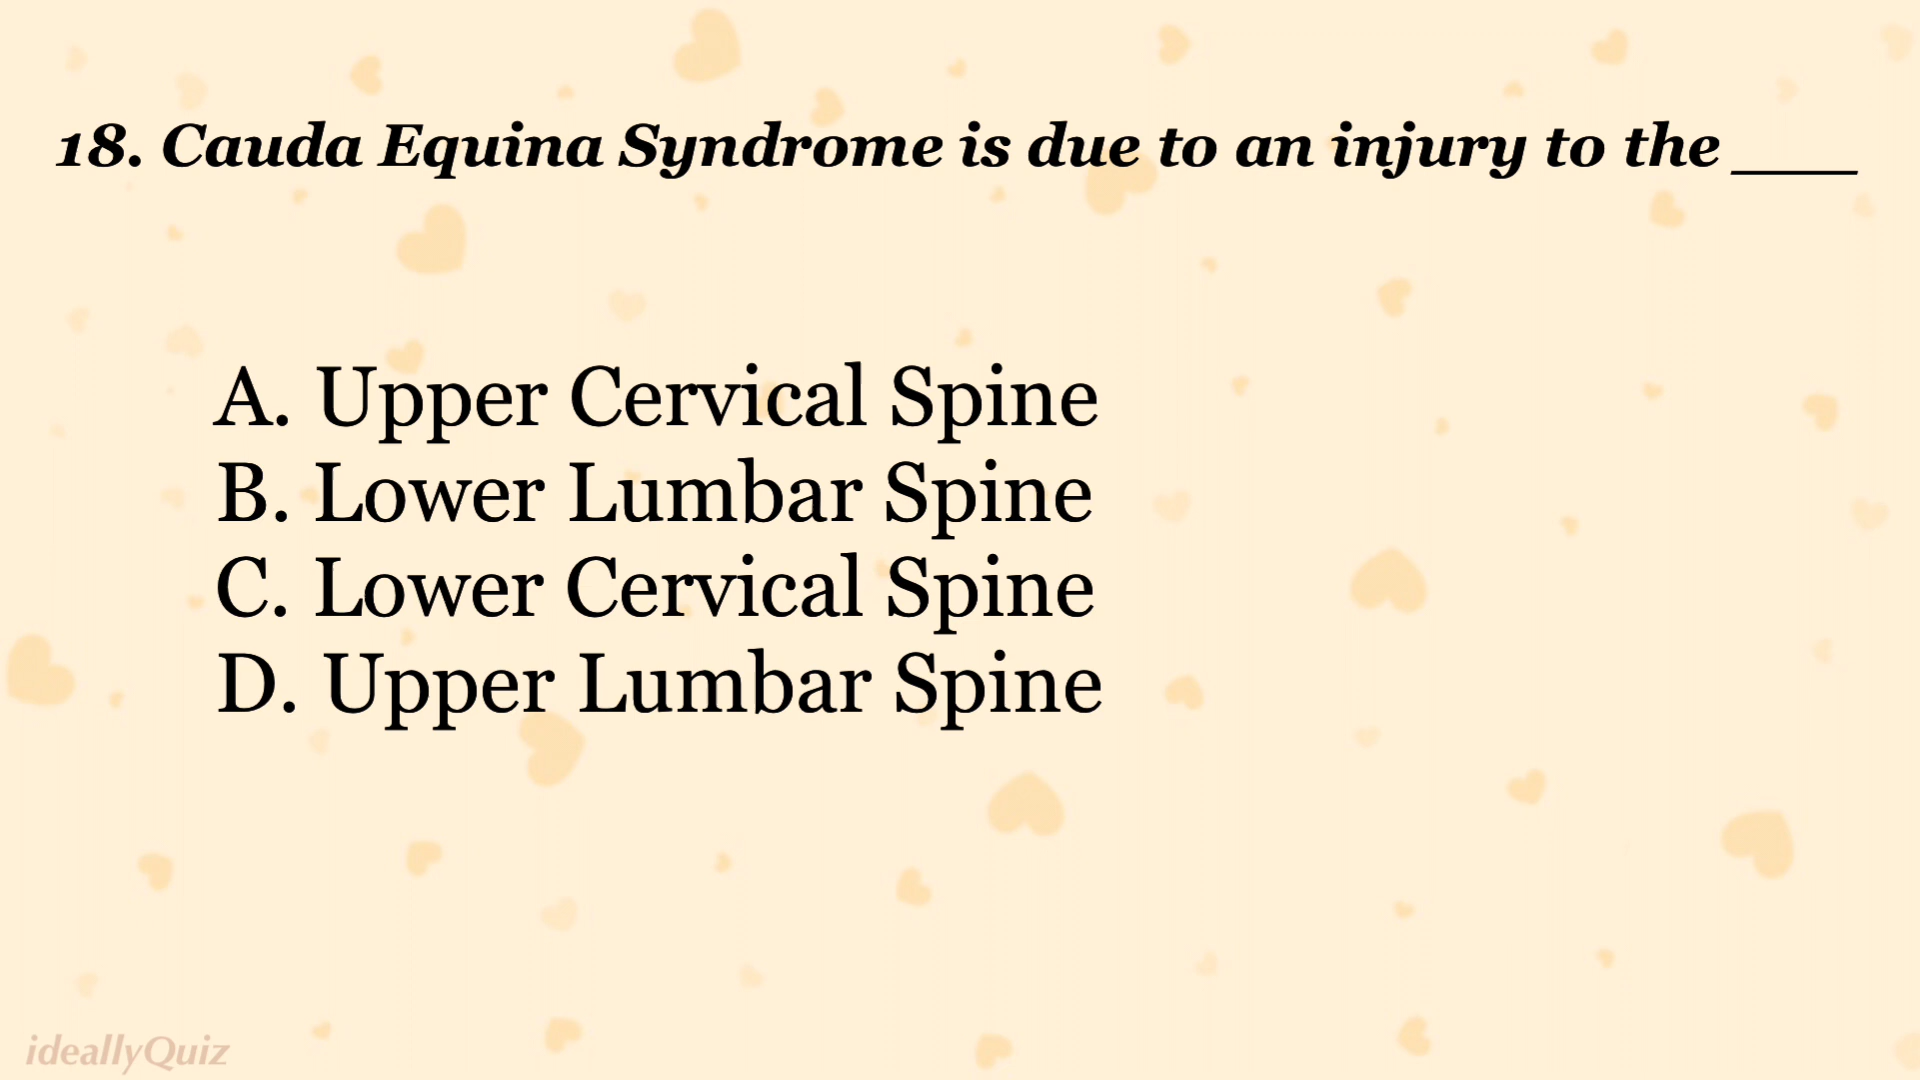 18. Cauda Equina Syndrome is due to an injury to the ____
A. Upper Cervical Spine
B. Lower Lumbar Spine
C. Lower Cervical Spine
D. Upper Lumbar Spine
ideallyQuiz